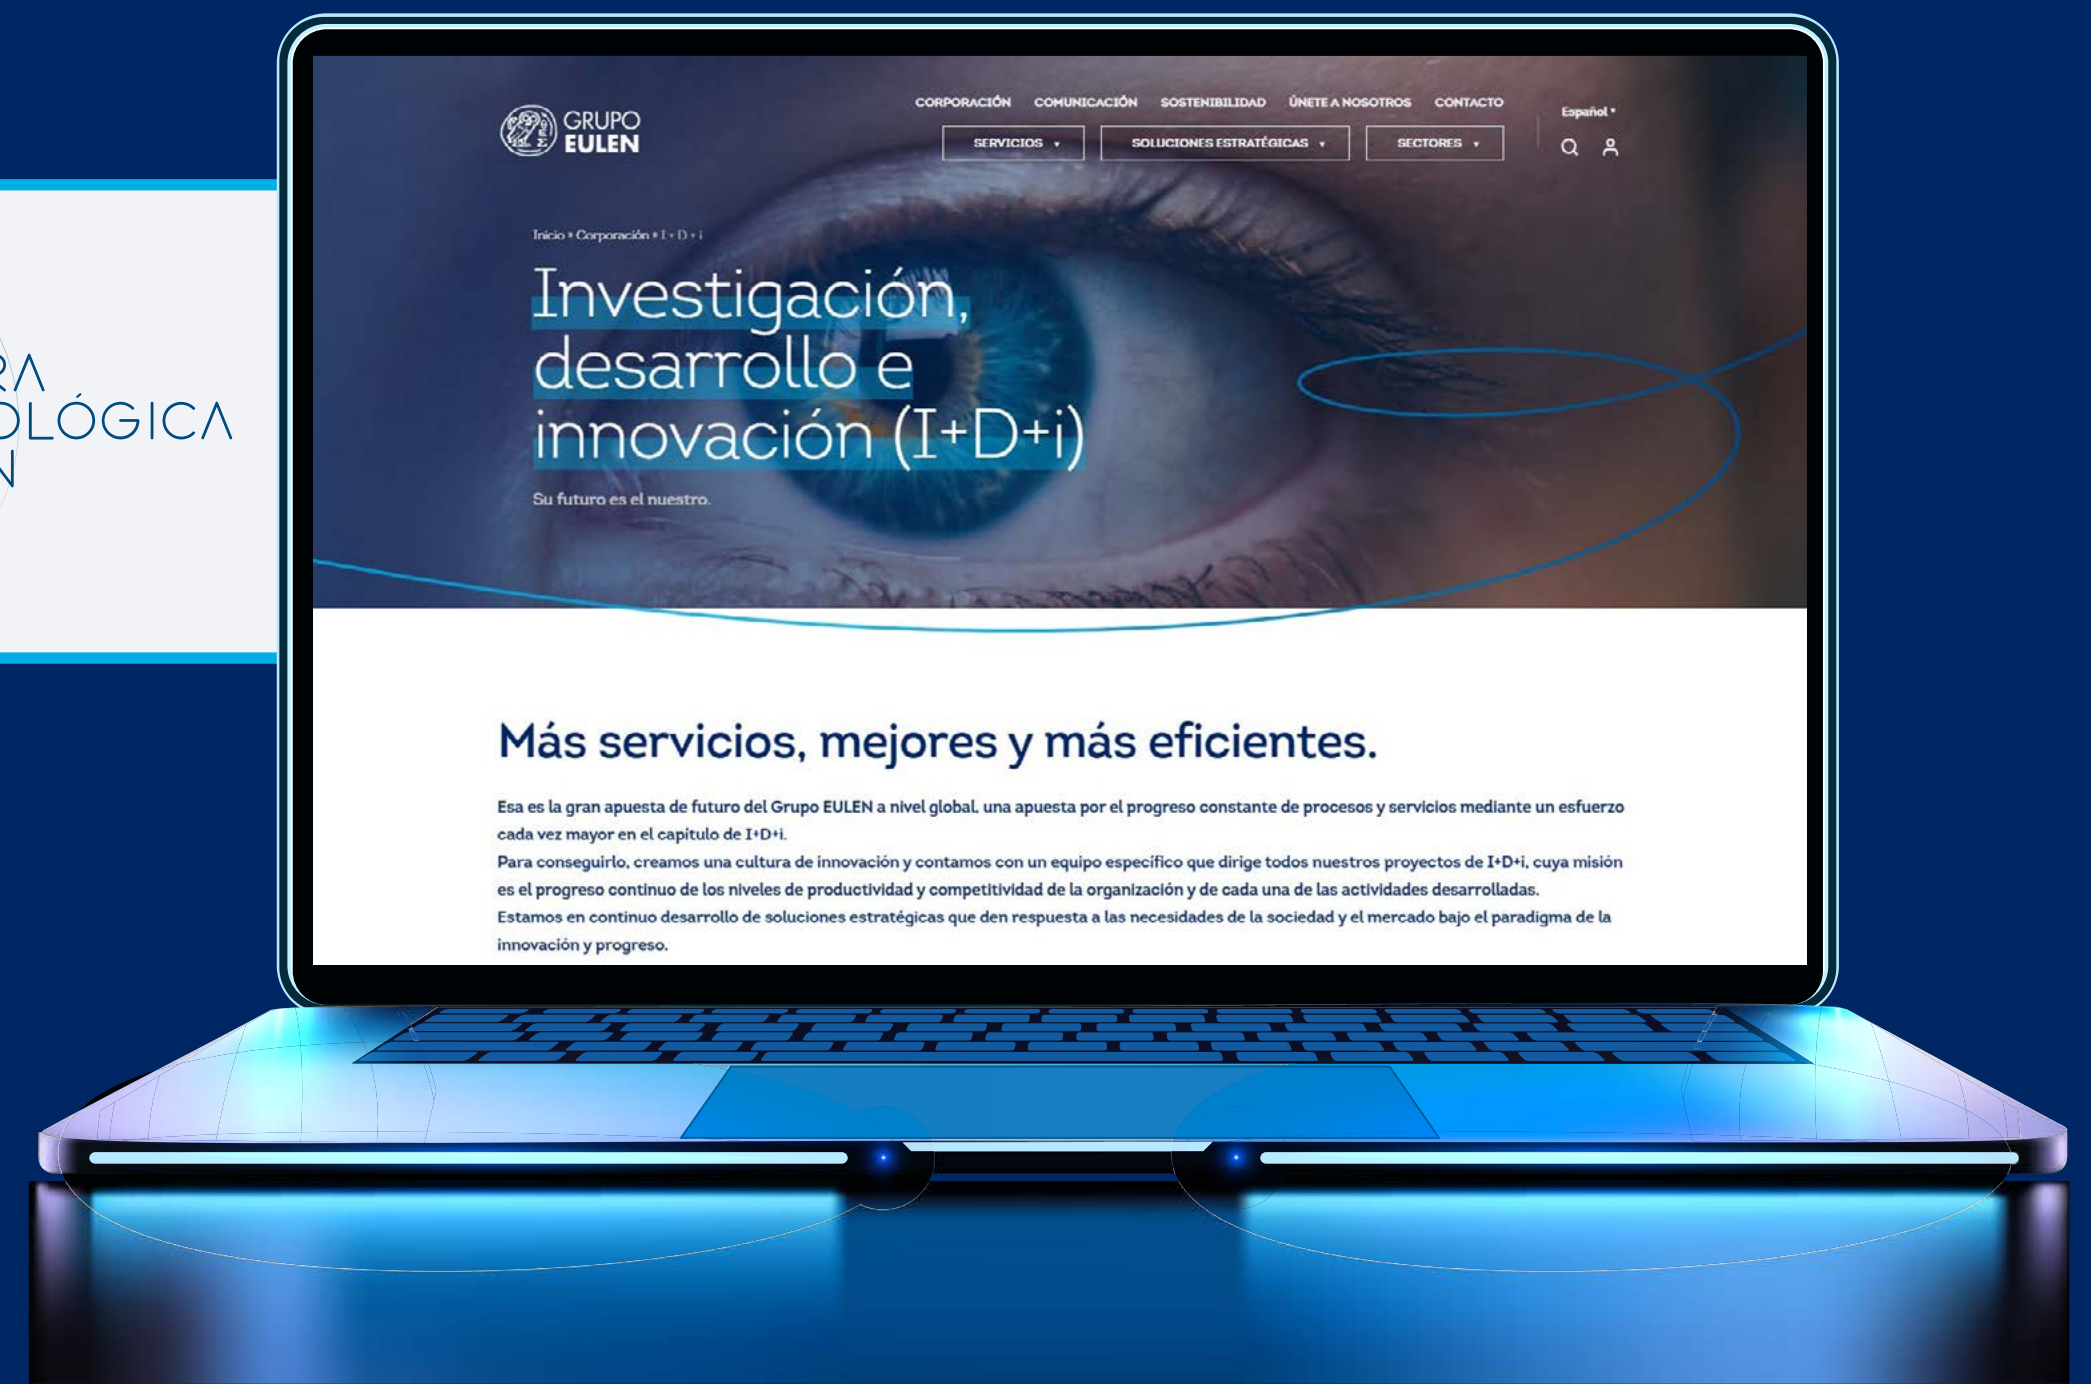 RA
OLÓGICA
N
GRUPO
EULEN
CORPORACIÓN COMUNICACIÓN SOSTENIBILIDAD ÚNETE A NOSOTROS CONTACTO
Español
SERVICIOS SOLUCIONES ESTRATÉGICAS SECTORES
Inicio » Corporación » I + D + i
Investigación,
desarrollo e
innovación (I+D+i)
Su futuro es el nuestro.
Más servicios, mejores y más eficientes.
Esa es la gran apuesta de futuro del Grupo EULEN a nivel global, una apuesta por el progreso constante de procesos y servicios mediante un esfuerzo
cada vez mayor en el capítulo de I+D+i.
Para conseguirlo, creamos una cultura de innovación y contamos con un equipo específico que dirige todos nuestros proyectos de I+D+i, cuya misión
es el progreso continuo de los niveles de productividad y competitividad de la organización y de cada una de las actividades desarrolladas.
Estamos en continuo desarrollo de soluciones estratégicas que den respuesta a las necesidades de la sociedad y el mercado bajo el paradigma de la
innovación y progreso.